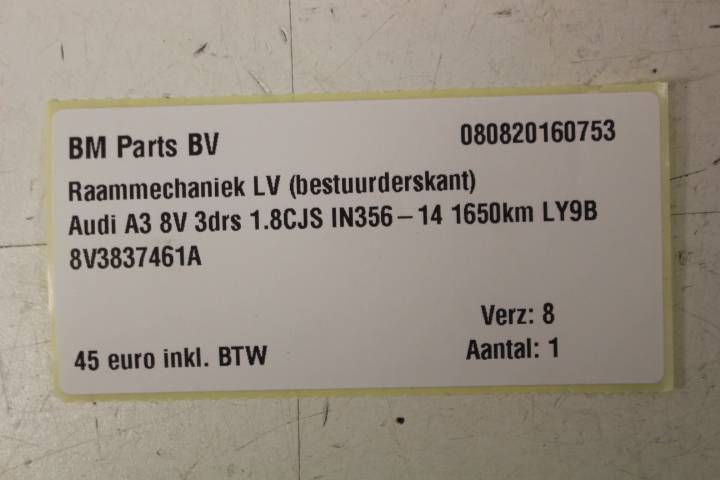 BM Parts BV 080820160753
Raammechaniek LV (bestuurderskant)
Audi A3 8V 3drs 1.8CJS IN356-14 1650km LY9B
8V3837461A
Verz: 8
45 euro inkl. BTW Aantal: 1